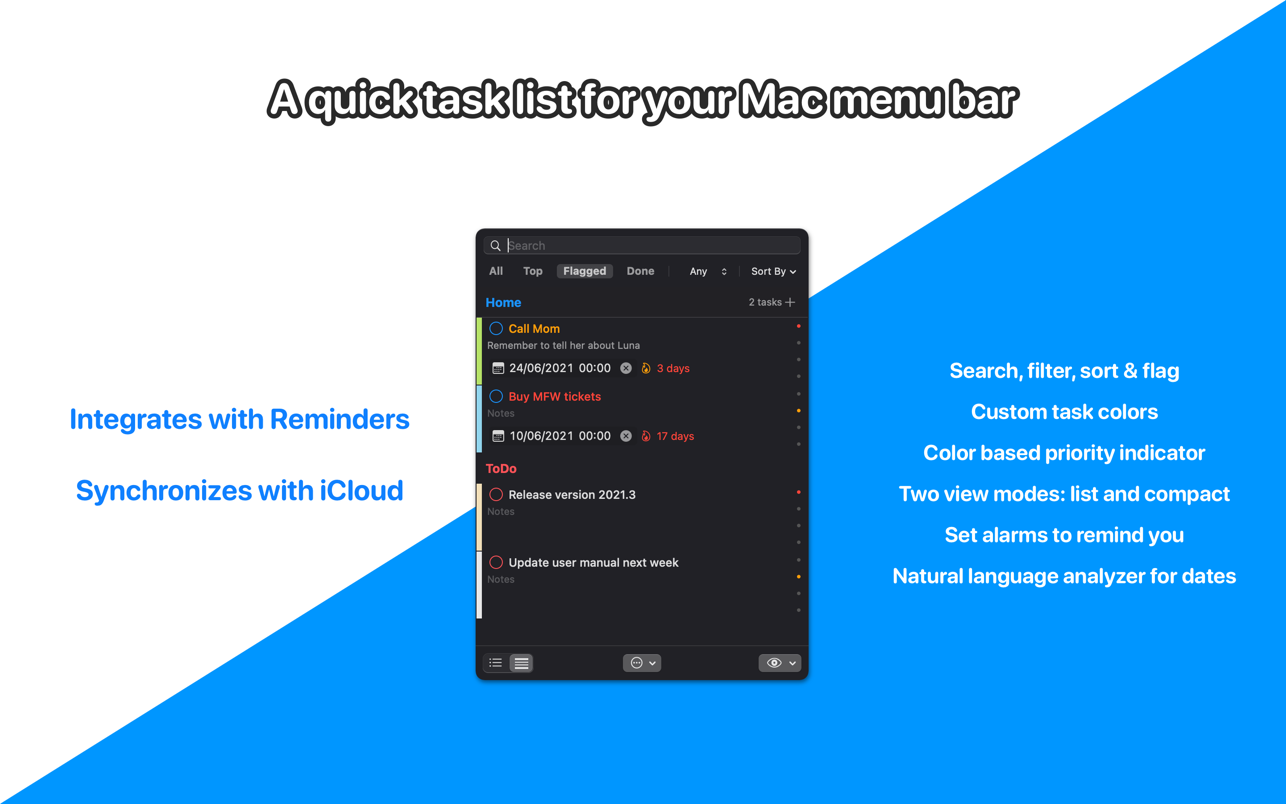 A quick task list for your Mac menu bar
Integrates with Reminders
Synchronizes with iCloud
Search
All Top Flagged Done Any Sort By
Home 2 tasks
Call Mom
Remember to tell her about Luna
24/06/2021 00:00 3 days
Buy MFW tickets
Notes
10/06/2021 00:00 17 days
ToDo
Release version 2021.3
Notes
Update user manual next week
Notes
Search, filter, sort & flag
Custom task colors
Color based priority indicator
Two view modes: list and compact
Set alarms to remind you
Natural language analyzer for dates